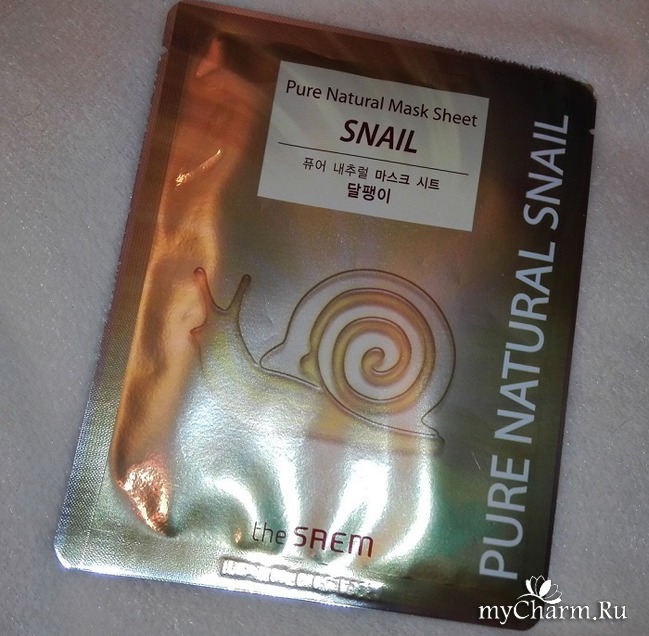 Pure Natural Mask Sheet
SNAIL
퓨어 내추럴 마스크 시트
달팽이
PURE NATURAL SNAIL
the SAEM
myCharm.Ru